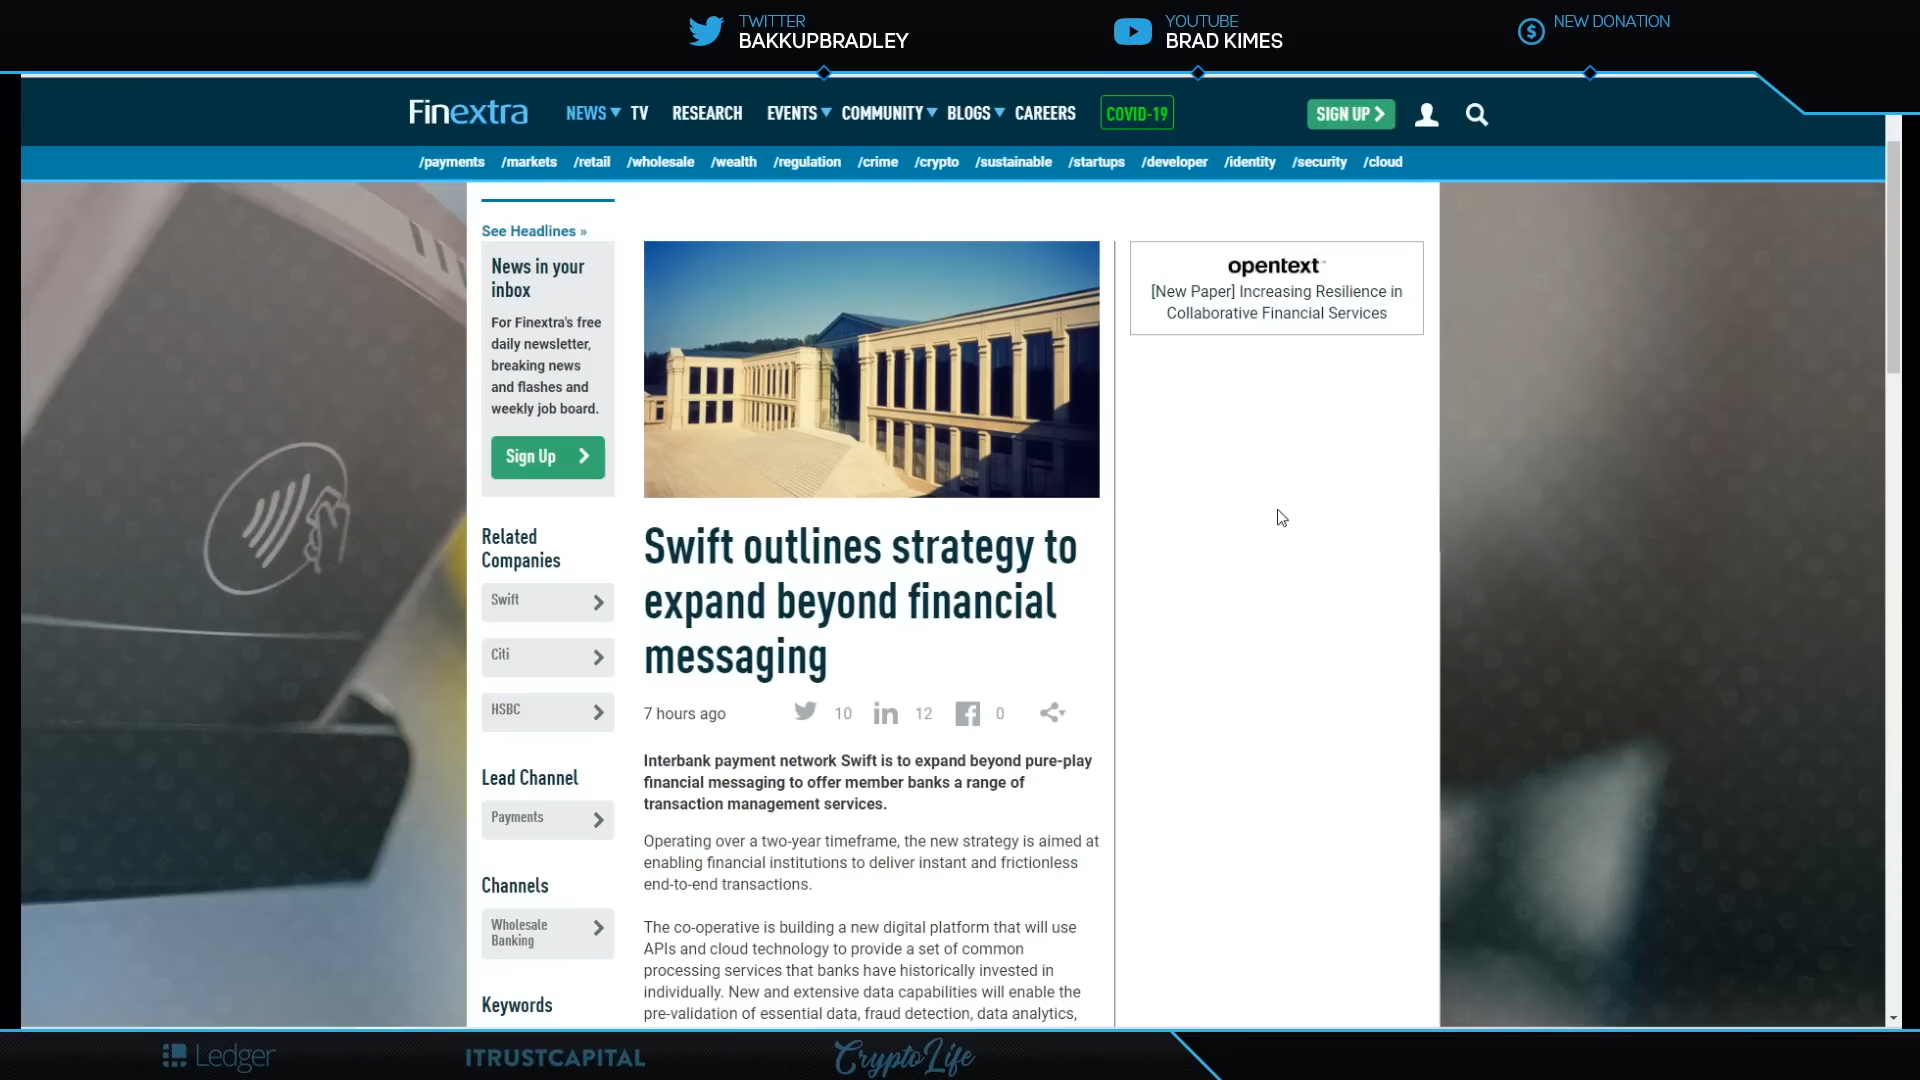 TWITTER
BAKKUPBRADLEY
YOUTUBE
BRAD KIMES
NEW DONATION
Finextra
NEWS TV RESEARCH EVENTS COMMUNITY BLOGS CAREERS COVID-19 SIGN UP
/payments /markets /retail /wholesale /wealth /regulation /crime /crypto /sustainable /startups /developer /identity /security /cloud
See Headlines »
News in your
inbox
For Finextra's free
daily newsletter,
breaking news
and flashes and
weekly job board.
Sign Up
Related
Companies
Swift
Citi
HSBC
Lead Channel
Payments
Channels
Wholesale
Banking
Keywords
Swift outlines strategy to
expand beyond financial
messaging
7 hours ago 10 12 0
Interbank payment network Swift is to expand beyond pure-play
financial messaging to offer member banks a range of
transaction management services.
Operating over a two-year timeframe, the new strategy is aimed at
enabling financial institutions to deliver instant and frictionless
end-to-end transactions.
The co-operative is building a new digital platform that will use
APIs and cloud technology to provide a set of common
processing services that banks have historically invested in
individually. New and extensive data capabilities will enable the
pre-validation of essential data, fraud detection, data analytics,
opentext
[New Paper] Increasing Resilience in
Collaborative Financial Services
Ledger
ITRUSTCAPITAL
CryptoLife